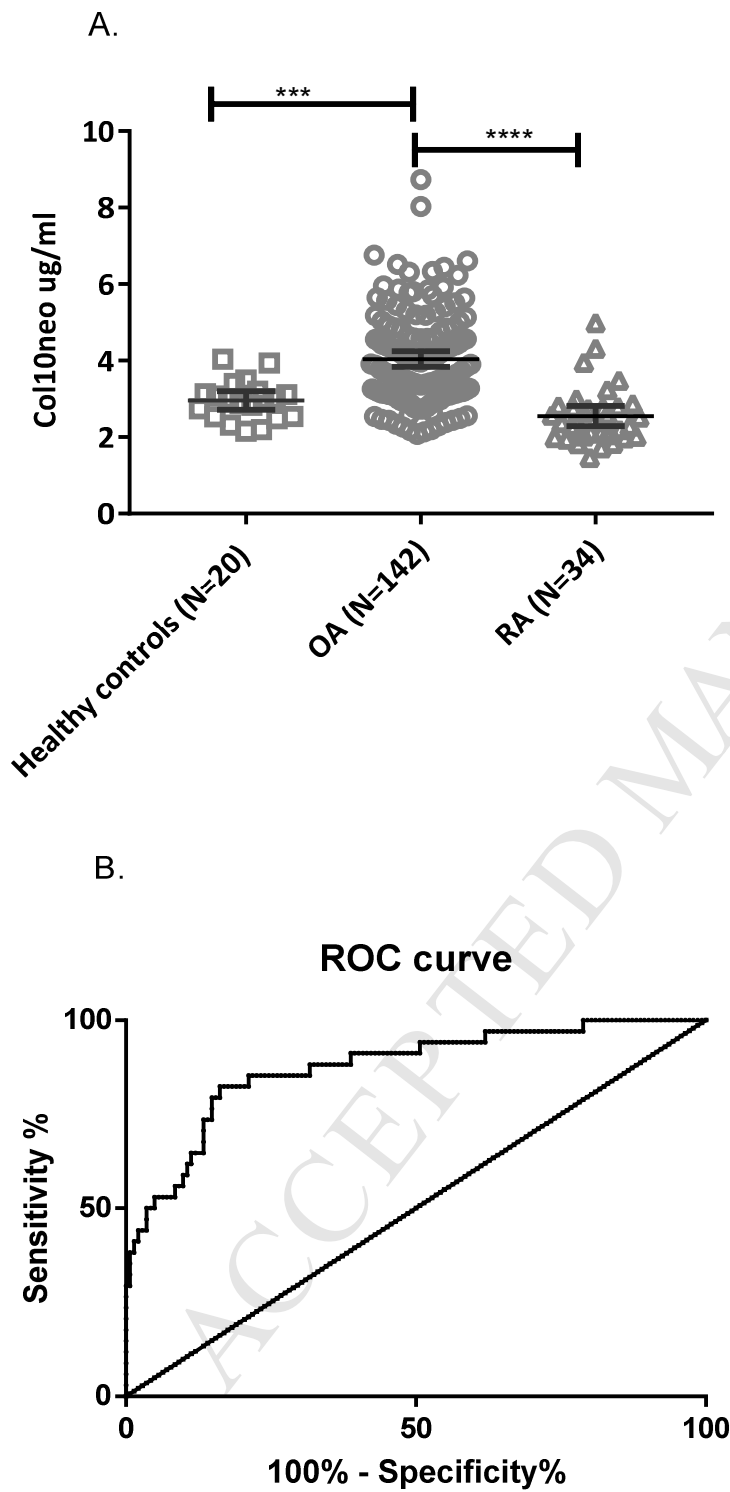 A.
***
****
10
8
6
4
2
0
Col10neo ug/ml
Healthy controls (N=20)
OA (N=142)
RA (N=34)
B.
ROC curve
100
50
0
Sensitivity %
0
50
100
100% - Specificity%
ACCEPTED MA